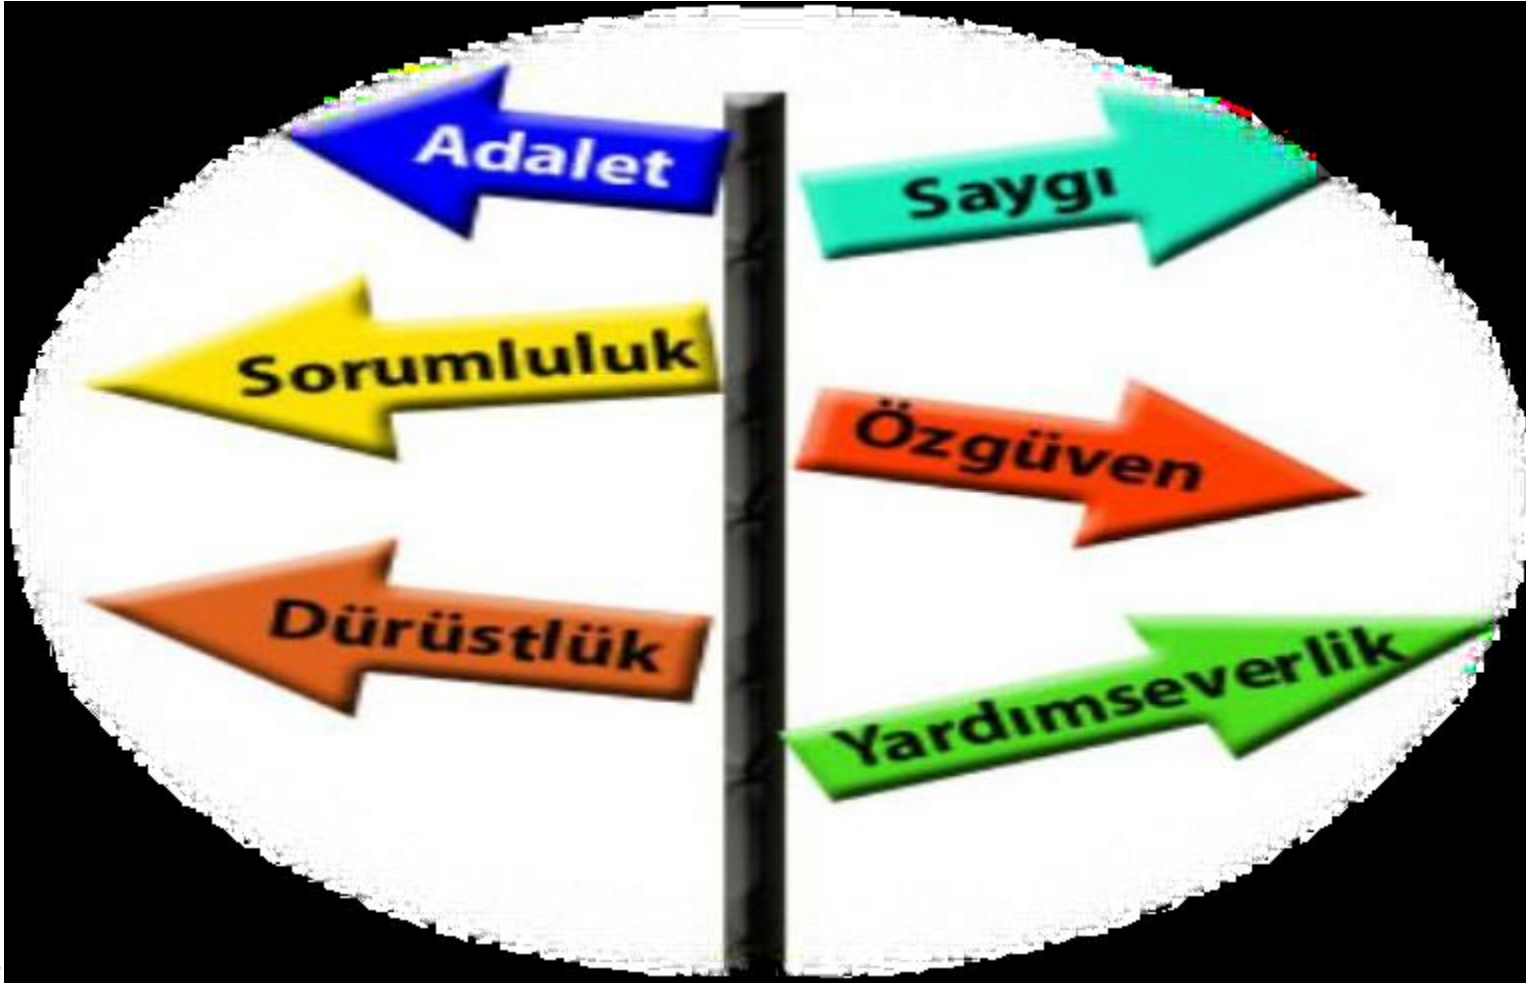 Adalet
Saygı
Sorumluluk
Özgüven
Dürüstlük
Yardımseverlik